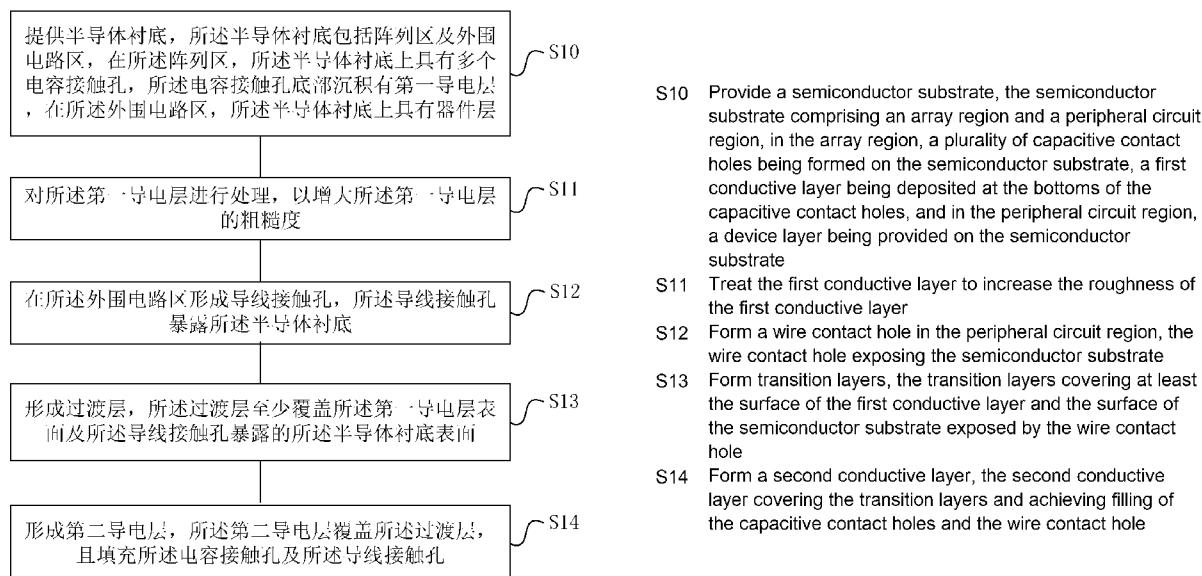 提供半导体衬底，所述半导体衬底包括阵列区及外围
电路区，在所述阵列区，所述半导体衬底上具有多个
电容接触孔，所述电容接触孔底部沉积有第一导电层
，在所述外围电路区，所述半导体衬底上具有器件层
S10
对所述第一导电层进行处理，以增大所述第一导电层
的粗糙度
S11
在所述外围电路区形成导线接触孔，所述导线接触孔
暴露所述半导体衬底
S12
形成过渡层，所述过渡层至少覆盖所述第一导电层表
面及所述导线接触孔暴露的所述半导体衬底表面
S13
形成第二导电层，所述第二导电层覆盖所述过渡层，
且填充所述电容接触孔及所述导线接触孔
S14
S10 Provide a semiconductor substrate, the semiconductor
substrate comprising an array region and a peripheral circuit
region, in the array region, a plurality of capacitive contact
holes being formed on the semiconductor substrate, a first
conductive layer being deposited at the bottoms of the
capacitive contact holes, and in the peripheral circuit region,
a device layer being provided on the semiconductor
substrate
S11 Treat the first conductive layer to increase the roughness of
the first conductive layer
S12 Form a wire contact hole in the peripheral circuit region, the
wire contact hole exposing the semiconductor substrate
S13 Form transition layers, the transition layers covering at least
the surface of the first conductive layer and the surface of
the semiconductor substrate exposed by the wire contact
hole
S14 Form a second conductive layer, the second conductive
layer covering the transition layers and achieving filling of
the capacitive contact holes and the wire contact hole